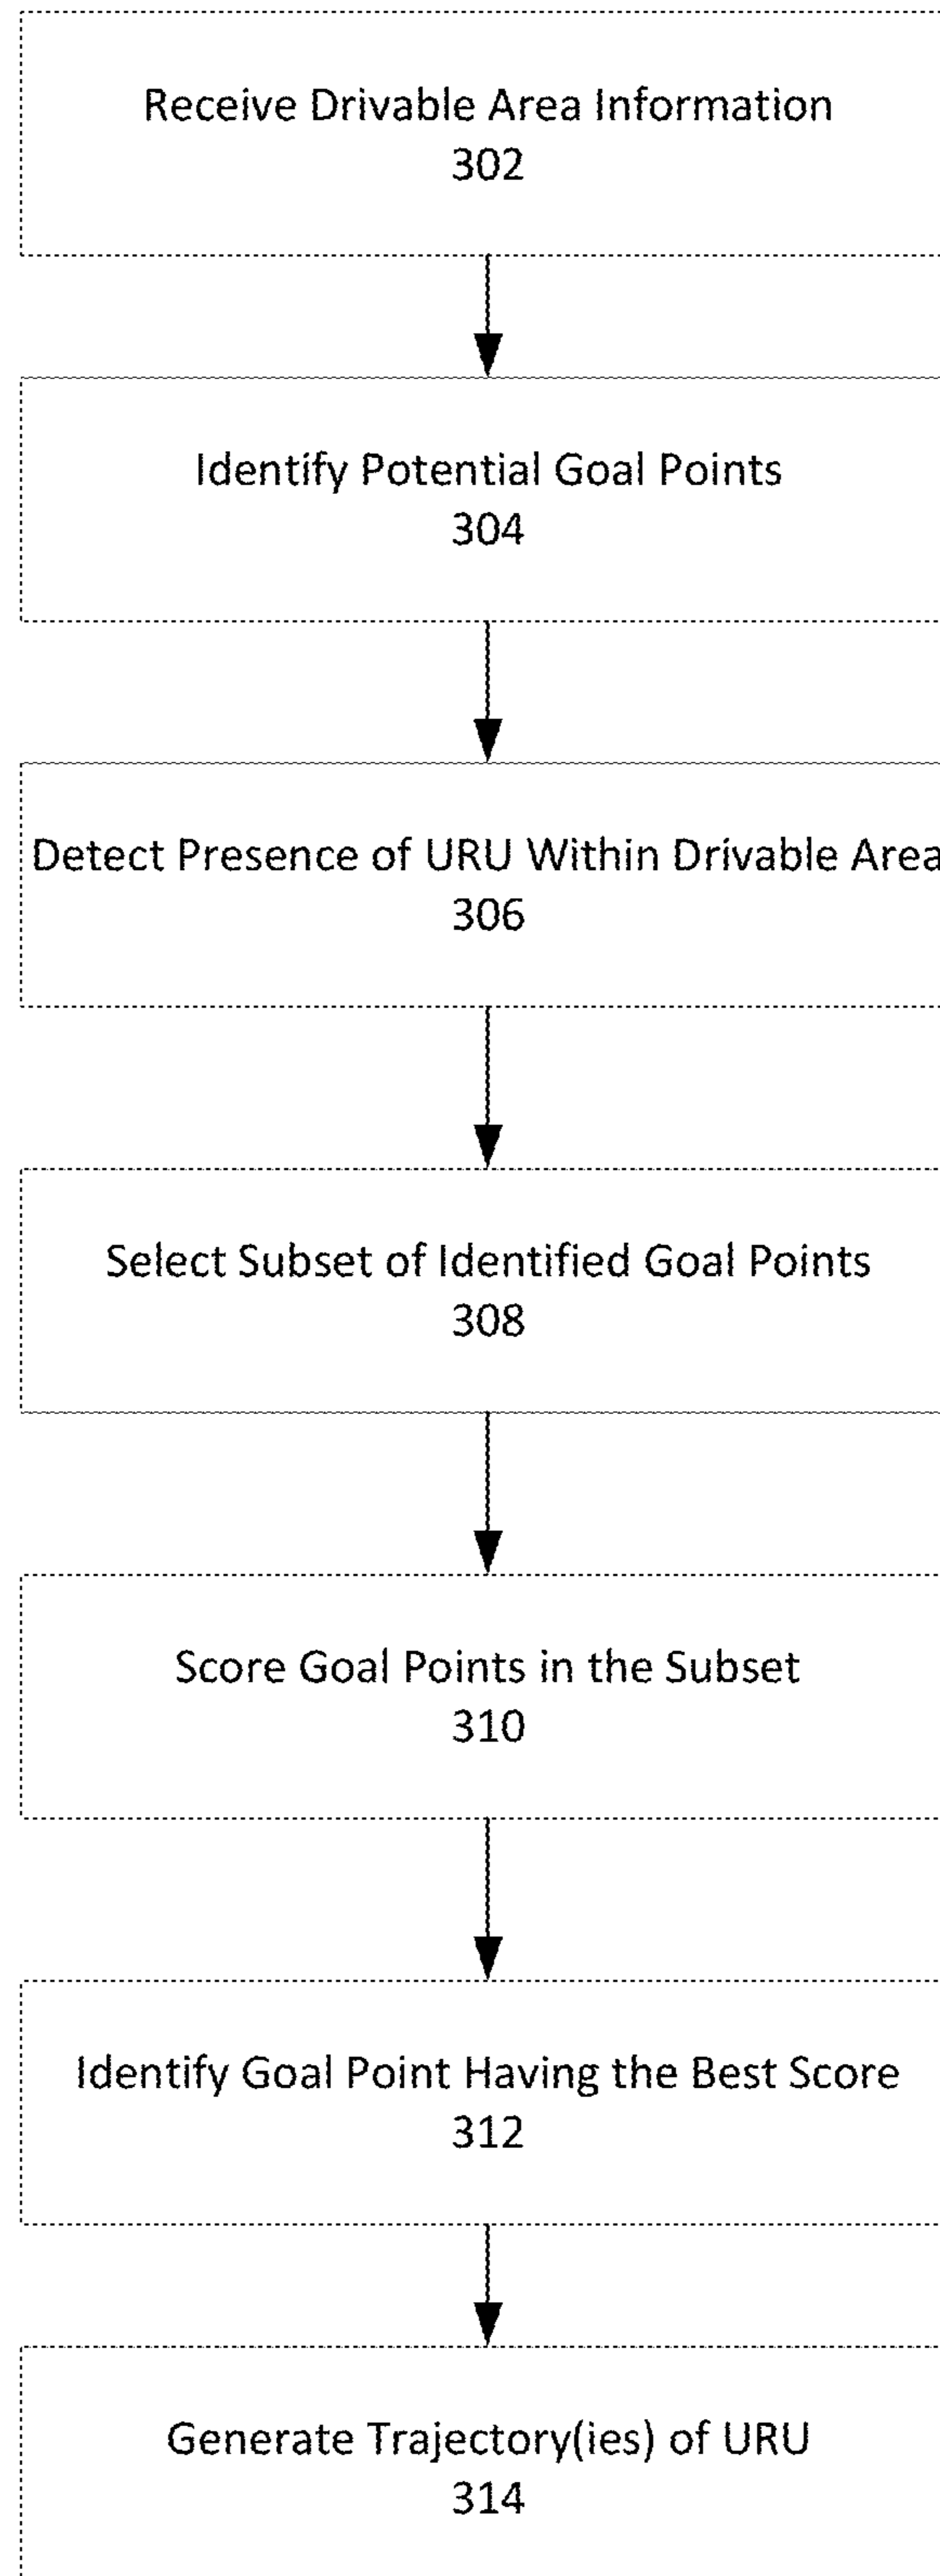 Receive Drivable Area Information
302
Identify Potential Goal Points
304
Detect Presence of URU Within Drivable Area
306
Select Subset of Identified Goal Points
308
Score Goal Points in the Subset
310
Identify Goal Point Having the Best Score
312
Generate Trajectory(ies) of URU
314